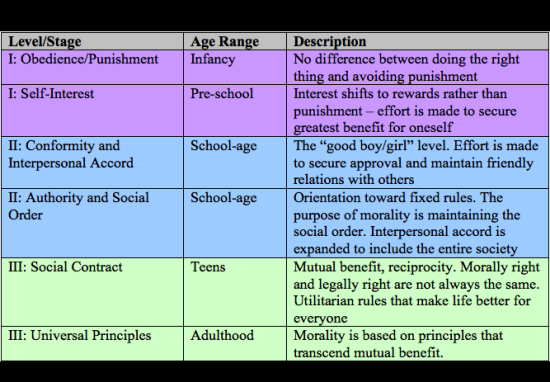 Level/Stage Age Range Description
I: Obedience/Punishment Infancy No difference between doing the right
thing and avoiding punishment
I: Self-Interest Pre-school Interest shifts to rewards rather than
punishment – effort is made to secure
greatest benefit for oneself
II: Conformity and School-age The “good boy/girl” level. Effort is made
Interpersonal Accord to secure approval and maintain friendly
relations with others
II: Authority and Social School-age Orientation toward fixed rules. The
Order purpose of morality is maintaining the
social order. Interpersonal accord is
expanded to include the entire society
III: Social Contract Teens Mutual benefit, reciprocity. Morally right
and legally right are not always the same.
Utilitarian rules that make life better for
everyone
III: Universal Principles Adulthood Morality is based on principles that
transcend mutual benefit.